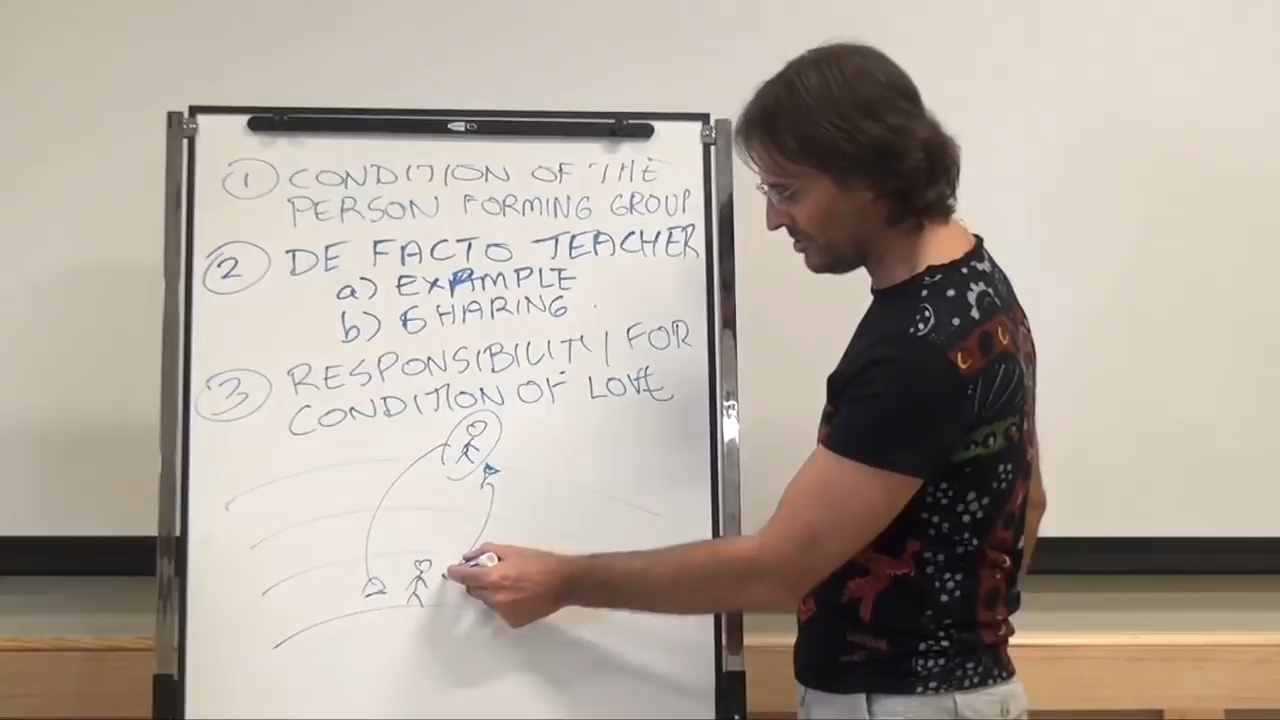 1 CONDITION OF THE
PERSON FORMING GROUP
2 DE FACTO TEACHER
a) EXAMPLE
b) SHARING
3 RESPONSIBILITY FOR
CONDITION OF LOVE